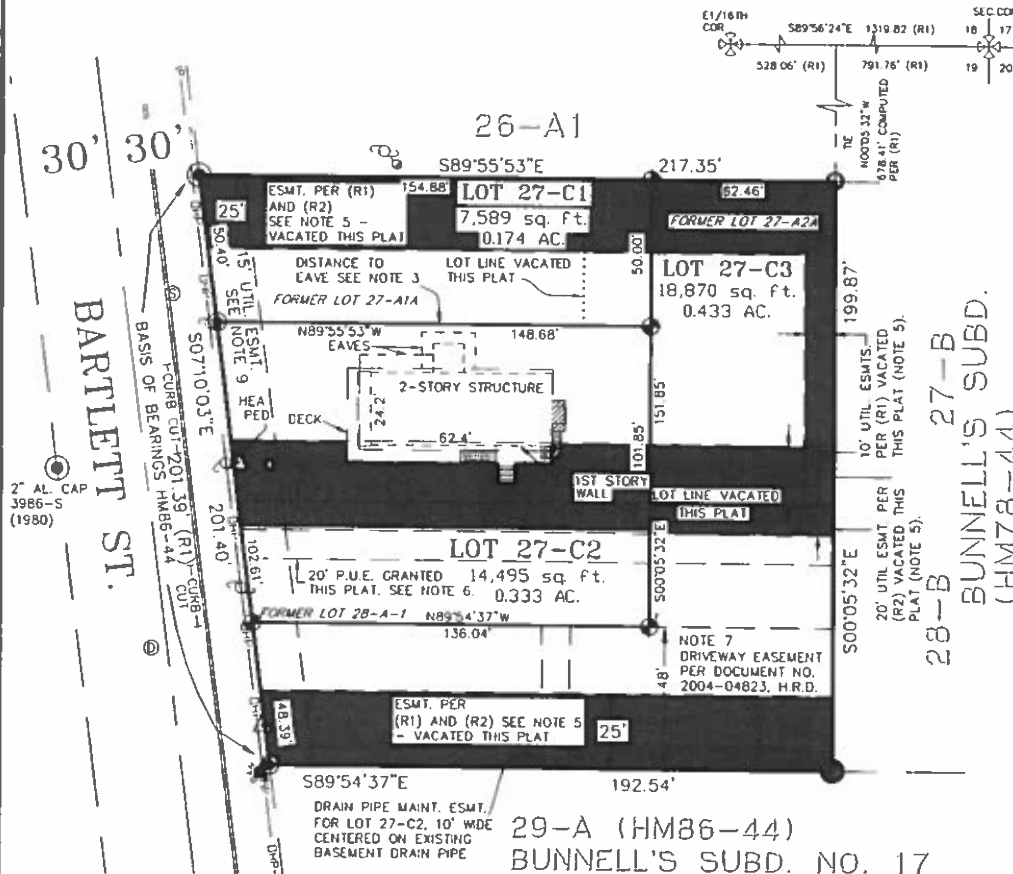 E1/16TH
COR
S89°56'24"E 1319.82 (R1)
SEC.COR
18 17
528.06' (R1)
791.76' (R1)
19 20
TIE
N00°05'32"W
678.41' COMPUTED
PER (R1)
26-A1
30' 30'
S89°55'53"E
217.35'
ESMT. PER (R1)
AND (R2)
SEE NOTE 5 -
VACATED THIS PLAT
154.88'
LOT 27-C1
7,589 sq. ft.
0.174 AC.
62.46'
FORMER LOT 27-A2A
25'
50.40'
15' UTIL ESMT.
SEE NOTE 9
DISTANCE TO
EAVE SEE NOTE 3
LOT LINE VACATED
THIS PLAT
50.00'
FORMER LOT 27-A1A
LOT 27-C3
18,870 sq. ft.
0.433 AC.
199.87'
N89°55'53"W
148.68'
EAVES
2-STORY STRUCTURE
24.2'
62.4'
DECK
HEA
PED
151.85'
101.85'
1ST STORY
WALL
LOT LINE VACATED
THIS PLAT
10' UTIL ESMTS.
PER (R1) VACATED
THIS PLAT (NOTE 5).
20' UTIL ESMT PER
(R2) VACATED THIS
PLAT (NOTE 5).
27-B
28-B
BUNNELL'S SUBD.
(HM78-44)
BARTLETT ST.
BASIS OF BEARINGS HM86-44
CURB CUT
201.39' (R1)
CURB
CUT
S07°10'03"E
201.40'
2" AL. CAP
3986-S
(1980)
LOT 27-C2
14,495 sq. ft.
0.333 AC.
20' P.U.E. GRANTED
THIS PLAT. SEE NOTE 6.
102.61'
S00°05'32"E
S00°05'32"E
FORMER LOT 28-A-1
N89°54'37"W
136.04'
NOTE 7
DRIVEWAY EASEMENT
PER DOCUMENT NO.
2004-04823, H.R.D.
48'
ESMT. PER
(R1) AND (R2) SEE NOTE 5
- VACATED THIS PLAT
25'
48.39'
S89°54'37"E
192.54'
DRAIN PIPE MAINT. ESMT.
FOR LOT 27-C2, 10' WIDE
CENTERED ON EXISTING
BASEMENT DRAIN PIPE
29-A (HM86-44)
BUNNELL'S SUBD. NO. 17
OHP
S
D